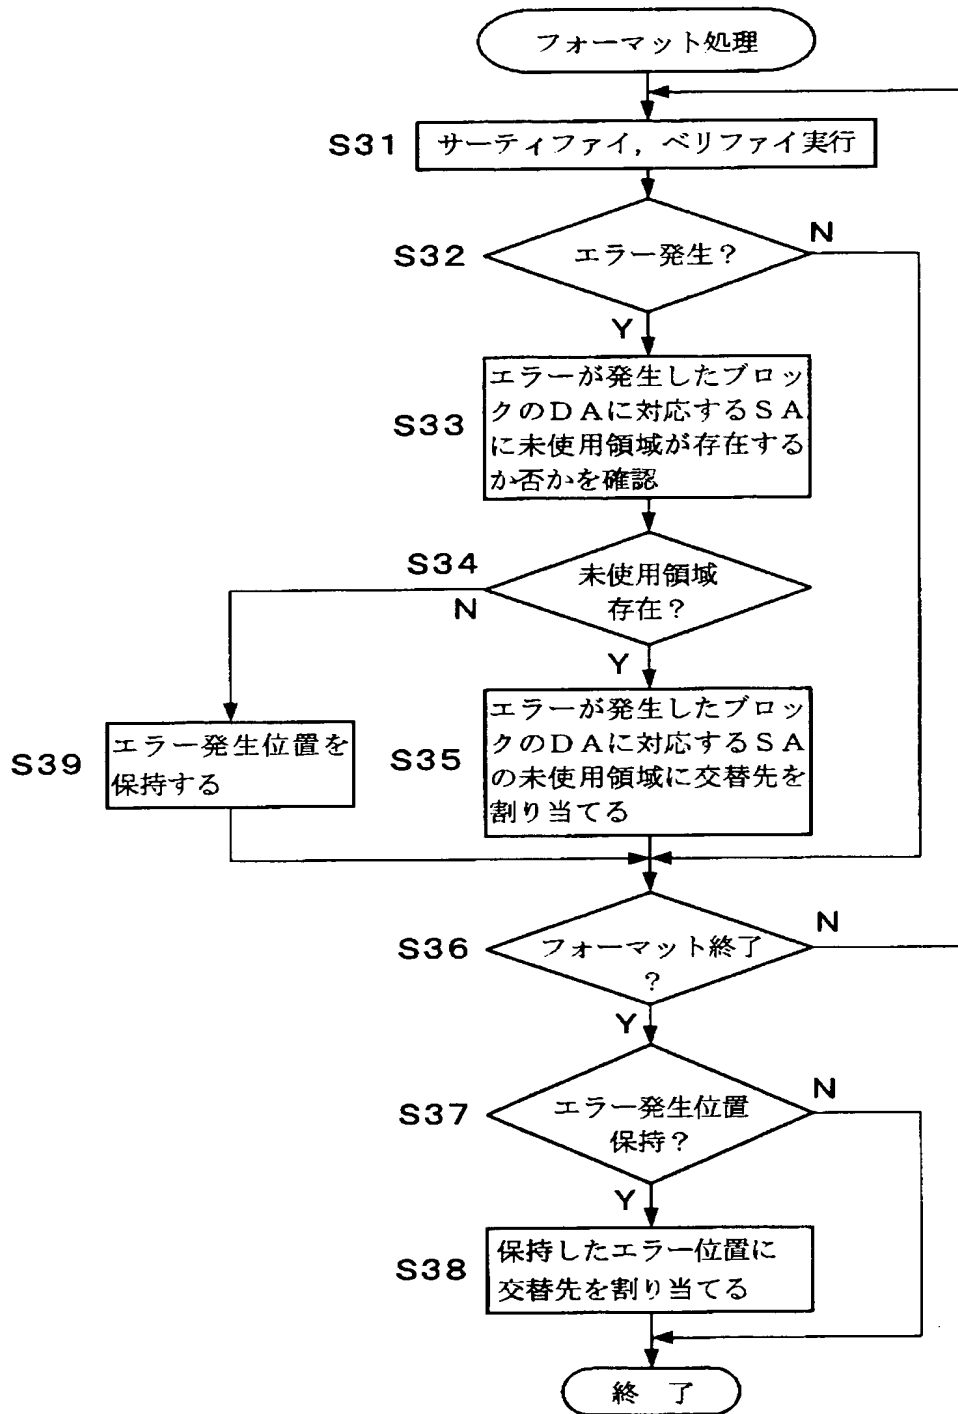 フォーマット処理
S31
サーティファイ，ベリファイ実行
S32
エラー発生？
N
Y
S33
エラーが発生したブロッ
クのＤＡに対応するＳＡ
に未使用領域が存在する
か否かを確認
S34
未使用領域
存在？
N
Y
S39
エラー発生位置を
保持する
S35
エラーが発生したブロッ
クのＤＡに対応するＳＡ
の未使用領域に交替先を
割り当てる
S36
フォーマット終了
？
N
Y
S37
エラー発生位置
保持？
N
Y
S38
保持したエラー位置に
交替先を割り当てる
終　了